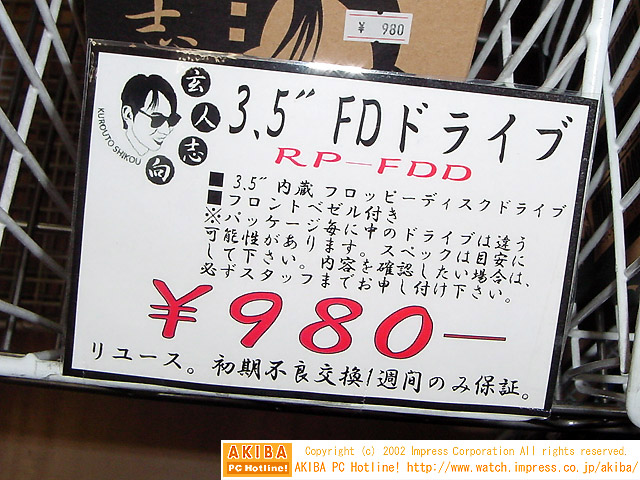 志
¥ 980
玄人志向
KUROUTO SHIKOU
3.5" FDドライブ
RP-FDD
■ 3.5" 内蔵 フロッピーディスクドライブ
■ フロントベゼル付き
※パッケージ毎に中のドライブは違う
可能性があります。スペックは目安に
して下さい。内容を確認したい場合は、
必ずスタッフまでお申し付け下さい。
¥980—
リユース。初期不良交換1週間のみ保証。
AKIBA
PC Hotline!
Copyright (c) 2002 Impress Corporation All rights reserved.
AKIBA PC Hotline! http://www.watch.impress.co.jp/akiba/